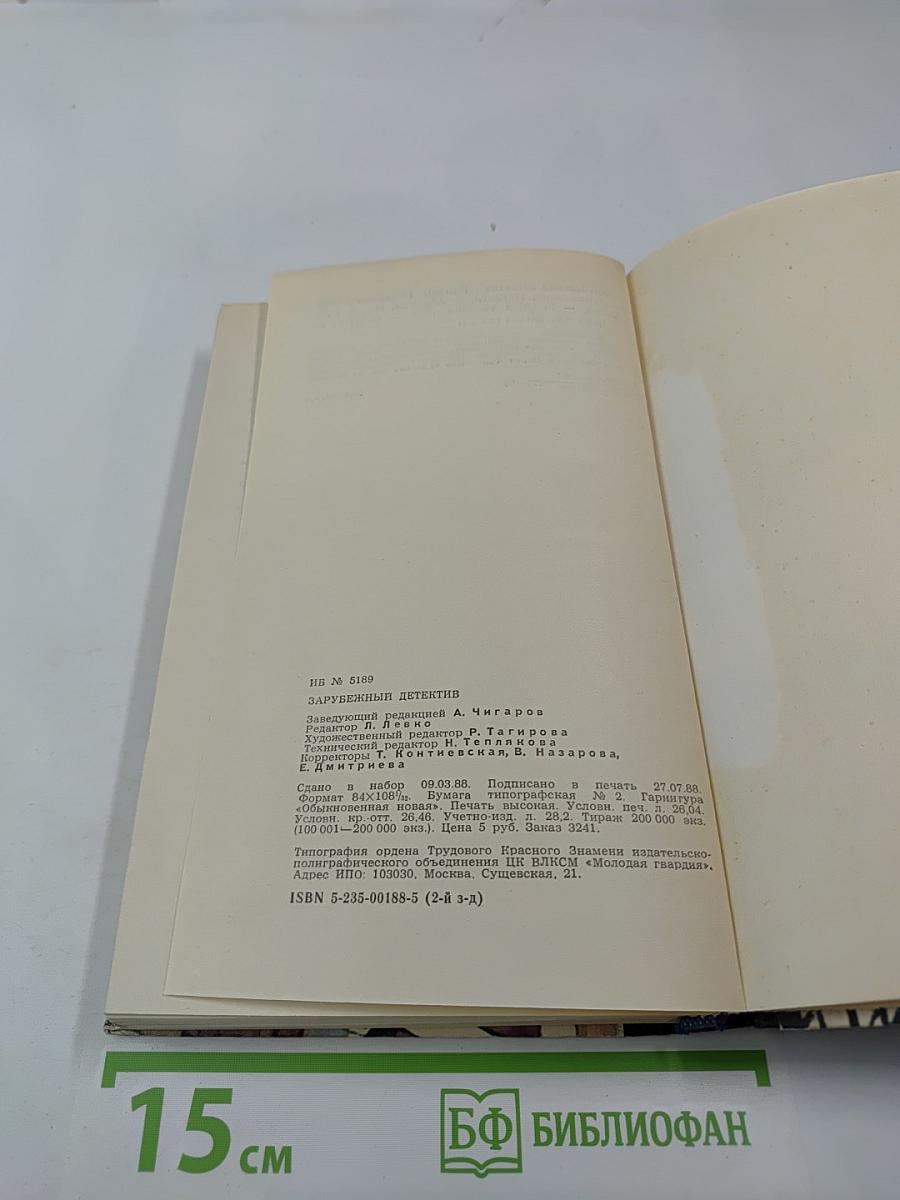 ИБ № 5189
ЗАРУБЕЖНЫЙ ДЕТЕКТИВ
Заведующий редакцией А. Чигаров
Редактор Л. Левко
Художественный редактор Р. Тагирова
Технический редактор Н. Теплякова
Корректоры Т. Контиевская, В. Назарова,
Е. Дмитриева
Сдано в набор 09.03.88. Подписано в печать 27.07.88.
Формат 84×108¹/₃₂. Бумага типографская № 2. Гарнитура
«Обыкновенная новая». Печать высокая. Условн. печ. л. 26,04.
Условн. кр.-отт. 26,46. Учетно-изд. л. 28,2. Тираж 200 000 экз.
(100 001—200 000 экз.). Цена 5 руб. Заказ 3241.
Типография ордена Трудового Красного Знамени издательско-
полиграфического объединения ЦК ВЛКСМ «Молодая гвардия».
Адрес ИПО: 103030, Москва, Сущевская, 21.
ISBN 5-235-00188-5 (2-й з-д)
15 см
БФ БИБЛИОФАН